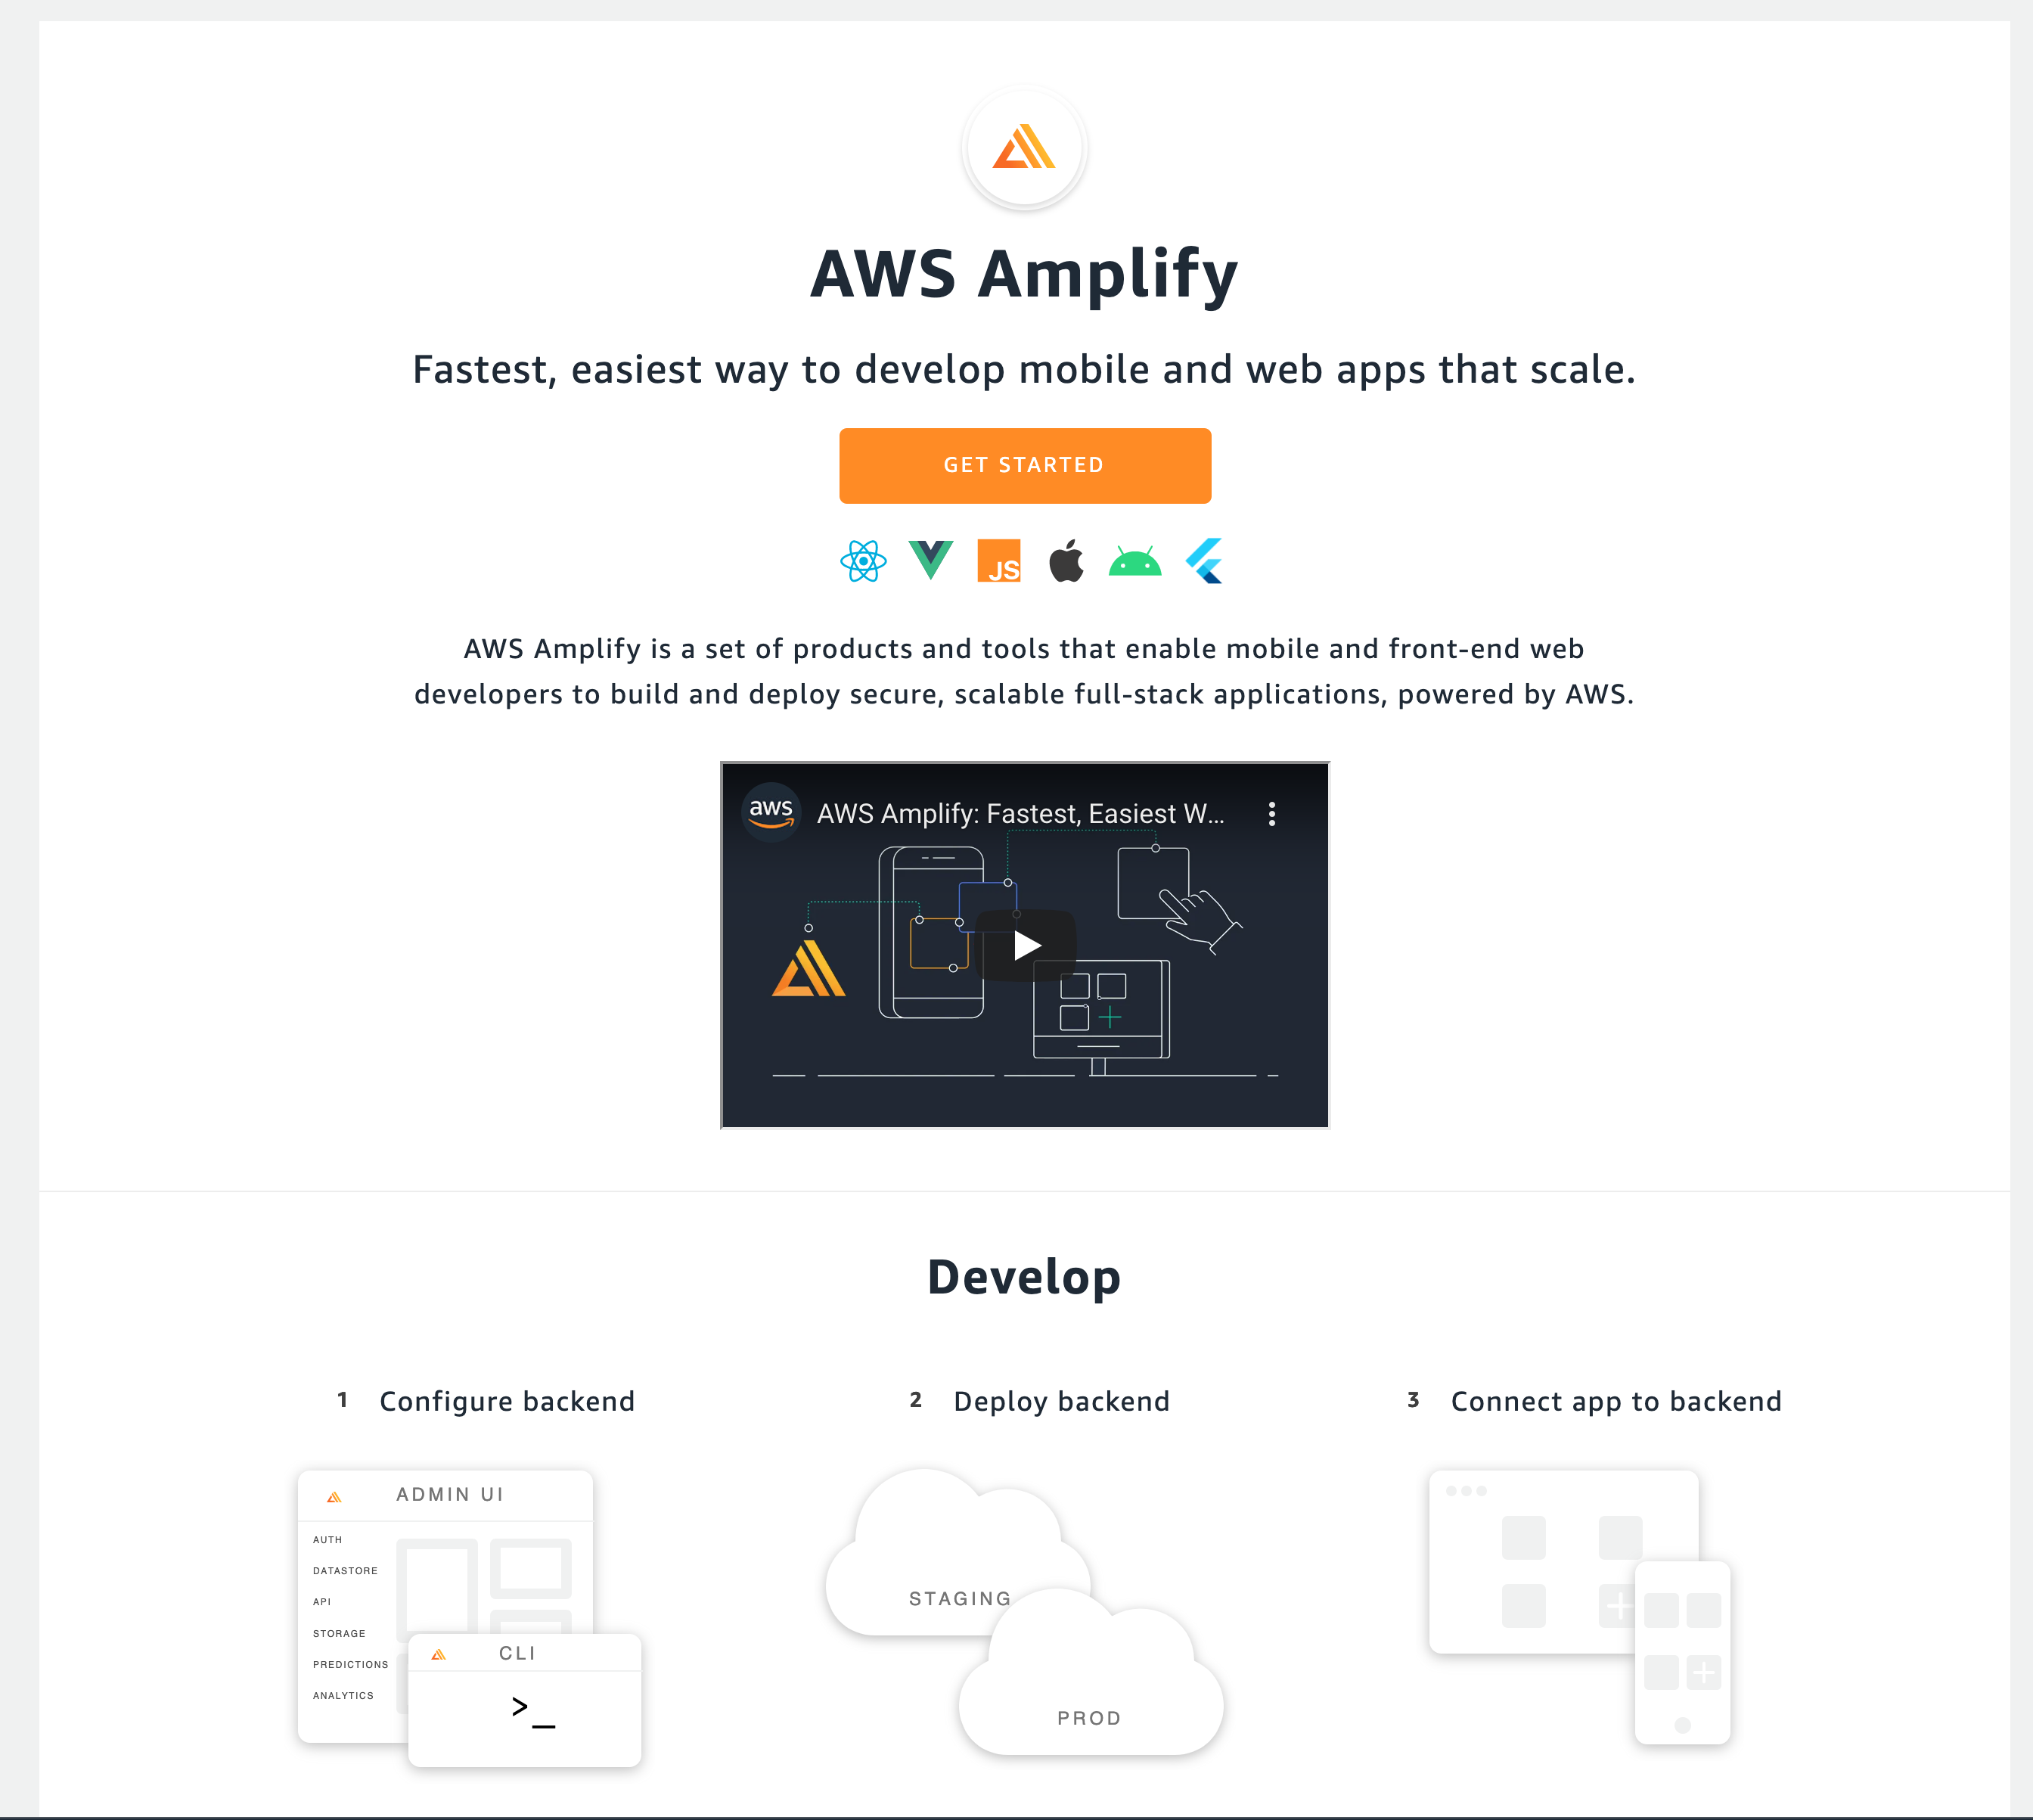 AWS Amplify
Fastest, easiest way to develop mobile and web apps that scale.
GET STARTED
JS
AWS Amplify is a set of products and tools that enable mobile and front-end web
developers to build and deploy secure, scalable full-stack applications, powered by AWS.
aws
AWS Amplify: Fastest, Easiest W...
Develop
1 Configure backend
2 Deploy backend
3 Connect app to backend
ADMIN UI
AUTH
DATASTORE
API
STORAGE
PREDICTIONS
ANALYTICS
CLI
>_
STAGING
PROD